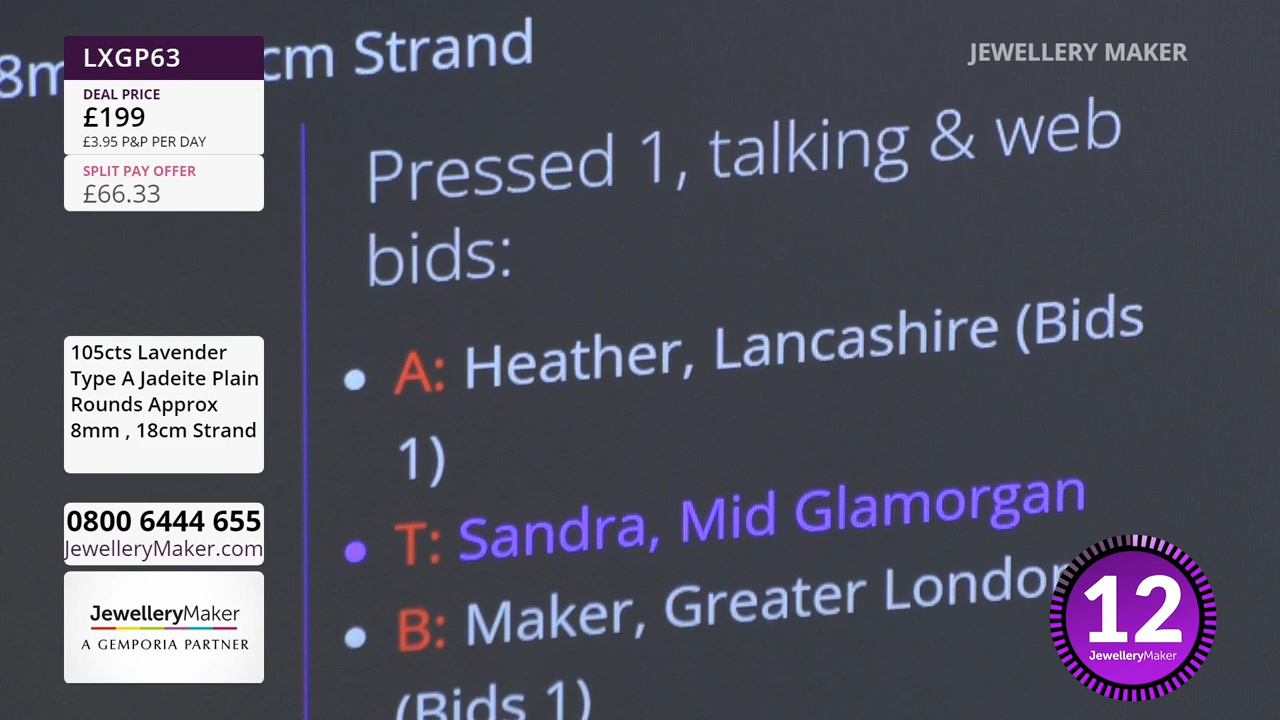 LXGP63
DEAL PRICE
£199
£3.95 P&P PER DAY
SPLIT PAY OFFER
£66.33
105cts Lavender
Type A Jadeite Plain
Rounds Approx
8mm , 18cm Strand
0800 6444 655
JewelleryMaker.com
JewelleryMaker
A GEMPORIA PARTNER
cm Strand
Pressed 1, talking & web
bids:
• A: Heather, Lancashire (Bids
1)
• T: Sandra, Mid Glamorgan
• B: Maker, Greater London
(Bids 1)
JEWELLERY MAKER
12
JewelleryMaker